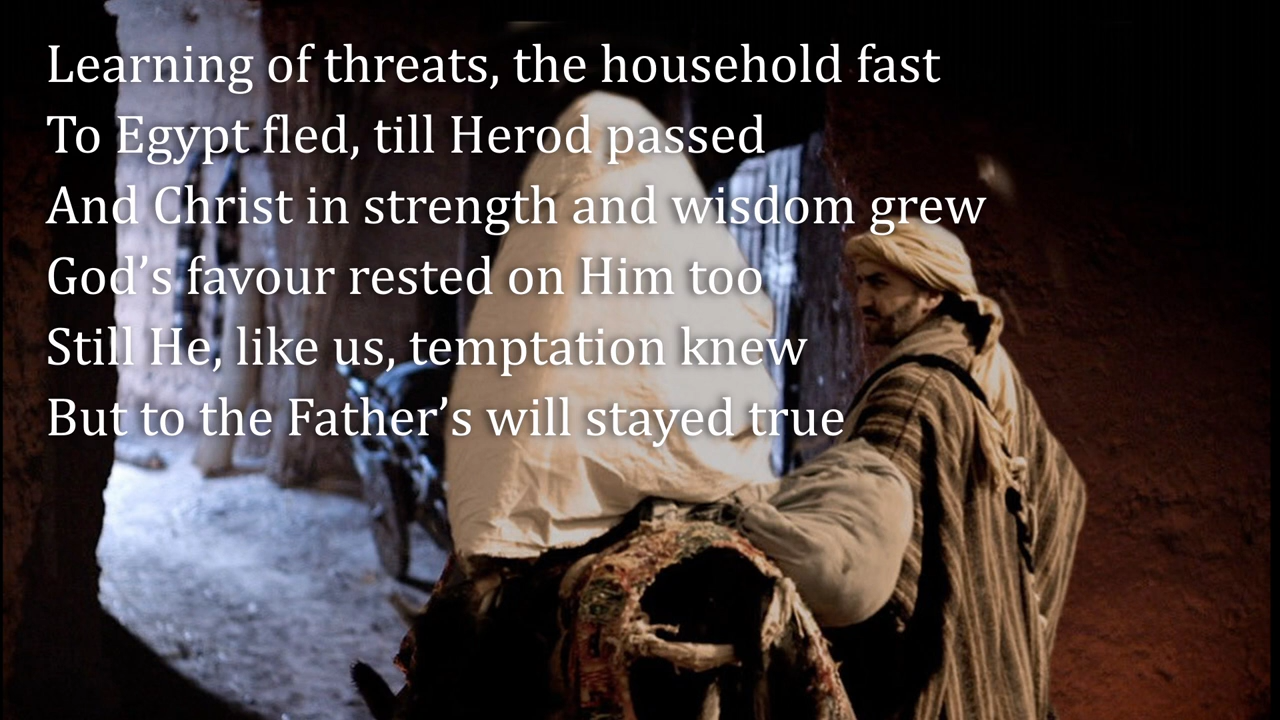 Learning of threats, the household fast
To Egypt fled, till Herod passed
And Christ in strength and wisdom grew
God’s favour rested on Him too
Still He, like us, temptation knew
But to the Father’s will stayed true